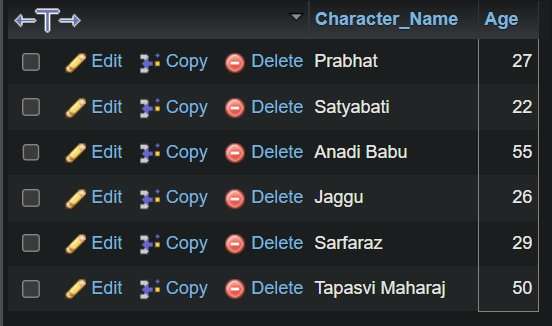 Character_Name Age
Edit Copy Delete Prabhat 27
Edit Copy Delete Satyabati 22
Edit Copy Delete Anadi Babu 55
Edit Copy Delete Jaggu 26
Edit Copy Delete Sarfaraz 29
Edit Copy Delete Tapasvi Maharaj 50